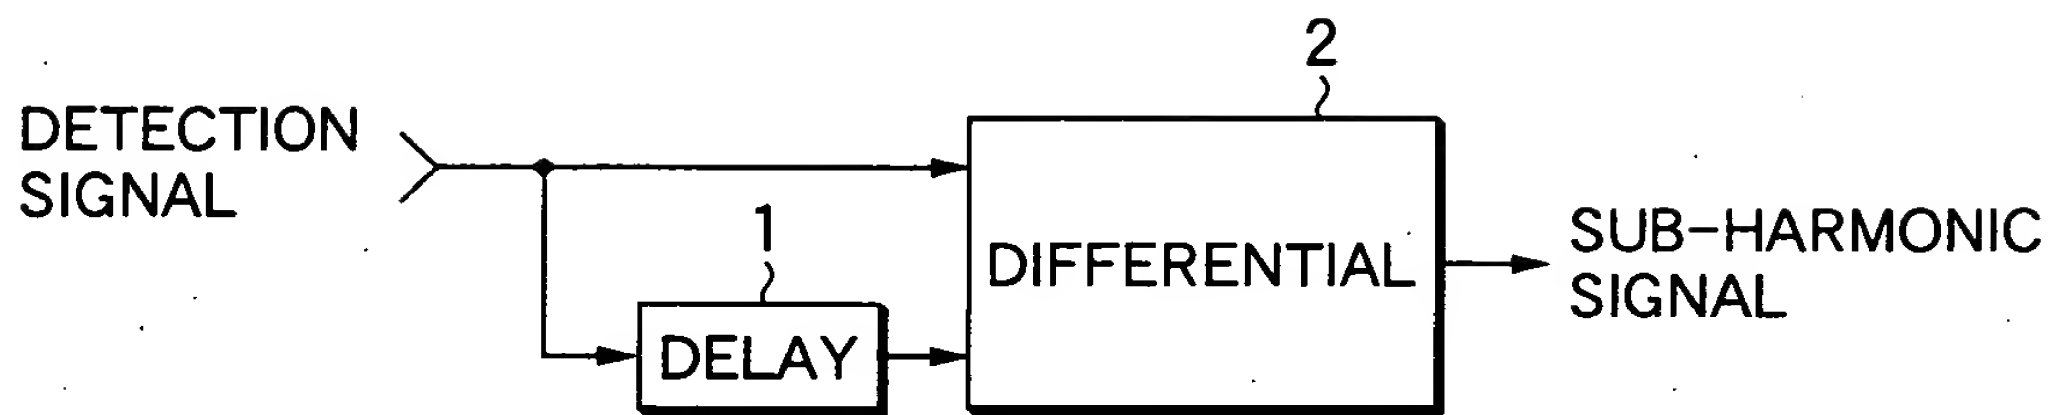 2
DETECTION
SIGNAL
1
DIFFERENTIAL
SUB-HARMONIC
SIGNAL
DELAY